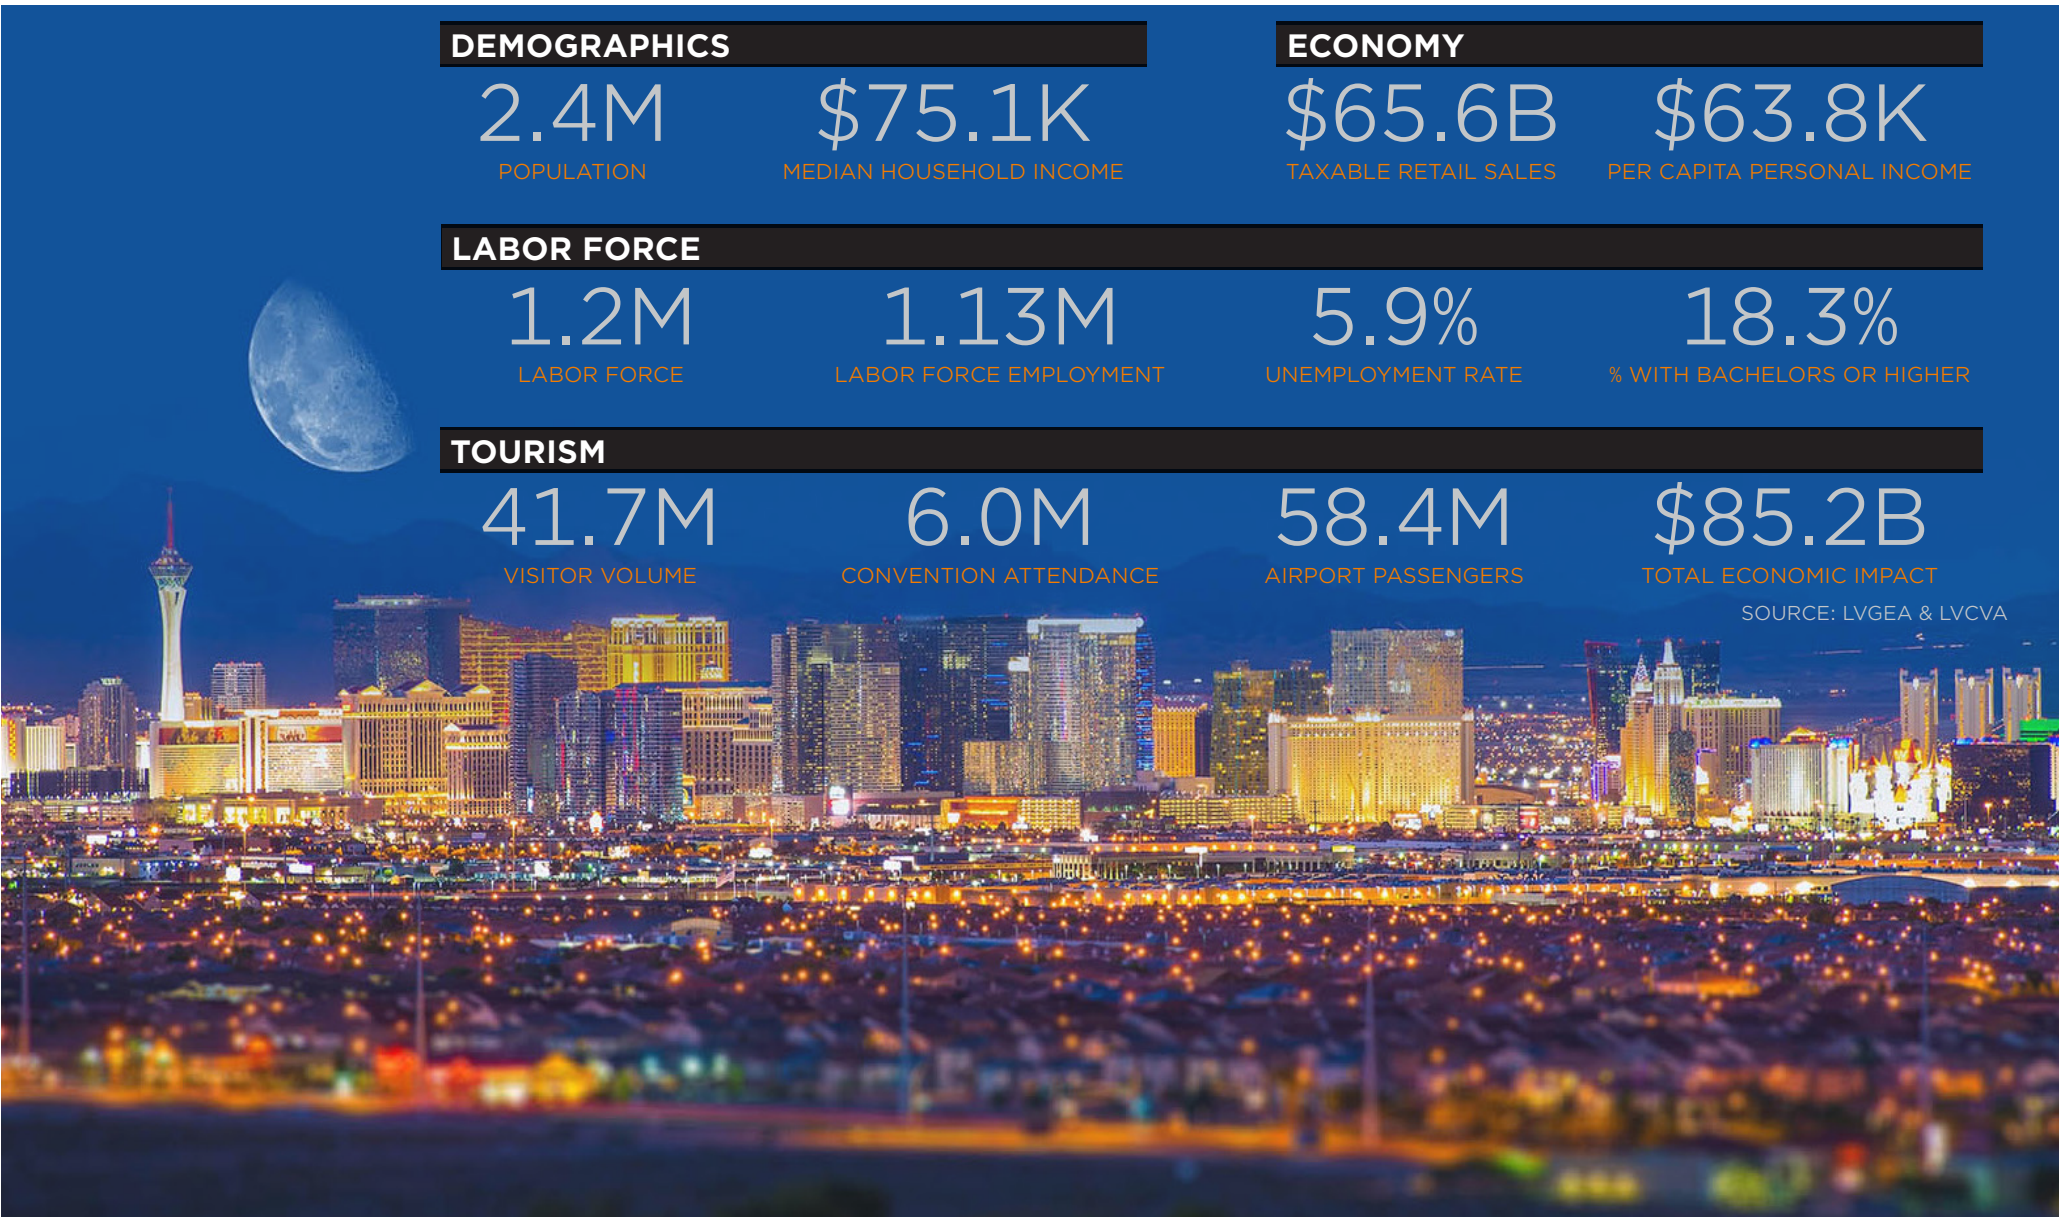 DEMOGRAPHICS
2.4M
POPULATION
$75.1K
MEDIAN HOUSEHOLD INCOME
ECONOMY
$65.6B
TAXABLE RETAIL SALES
$63.8K
PER CAPITA PERSONAL INCOME
LABOR FORCE
1.2M
LABOR FORCE
1.13M
LABOR FORCE EMPLOYMENT
5.9%
UNEMPLOYMENT RATE
18.3%
% WITH BACHELORS OR HIGHER
TOURISM
41.7M
VISITOR VOLUME
6.0M
CONVENTION ATTENDANCE
58.4M
AIRPORT PASSENGERS
$85.2B
TOTAL ECONOMIC IMPACT
SOURCE: LVGEA & LVCVA